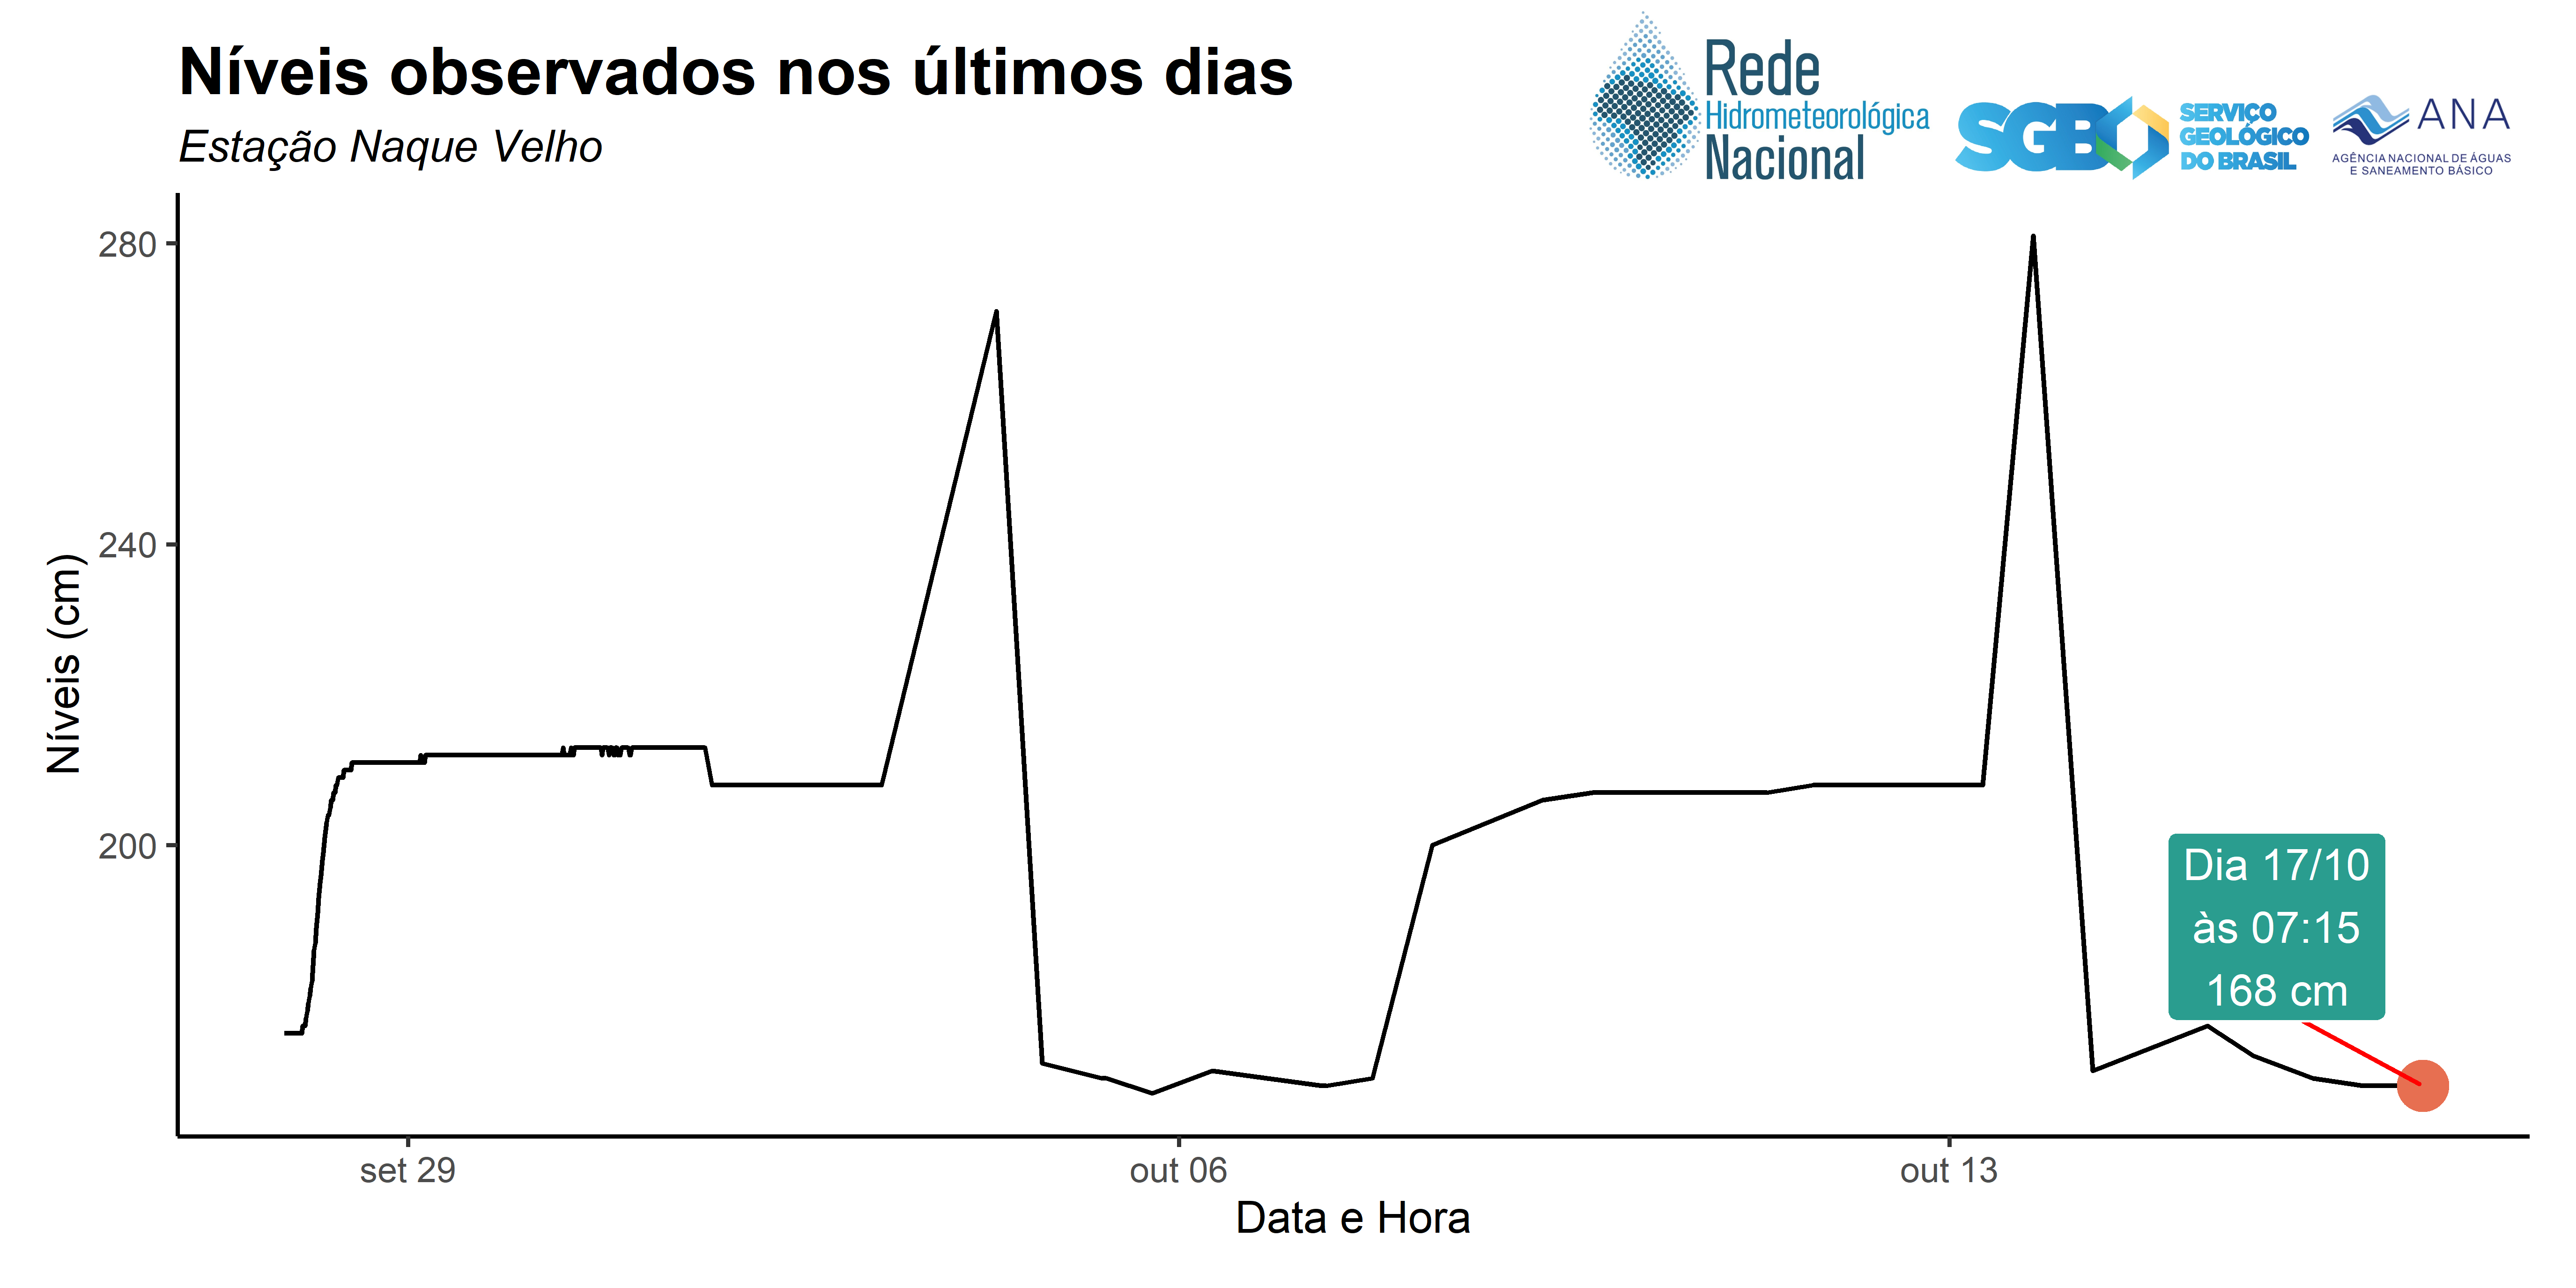 Níveis observados nos últimos dias
Estação Naque Velho
Rede
Hidrometeorológica
Nacional
SGB
SERVIÇO
GEOLÓGICO
DO BRASIL
ANA
AGÊNCIA NACIONAL DE ÁGUAS
E SANEAMENTO BÁSICO
Níveis (cm)
280
240
200
Dia 17/10
às 07:15
168 cm
set 29
out 06
out 13
Data e Hora